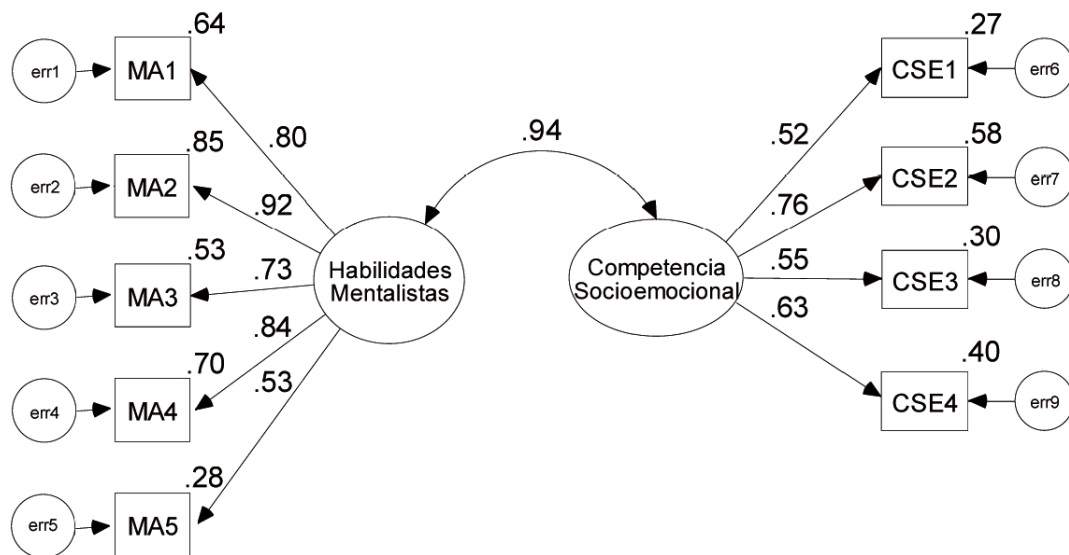 .64
err1
MA1
.80
.85
err2
MA2
.92
.53
err3
MA3
.73
.84
.70
err4
MA4
.53
.28
err5
MA5
Habilidades
Mentalistas
.94
Competencia
Socioemocional
.27
CSE1
err6
.52
.58
CSE2
err7
.76
.30
CSE3
err8
.55
.63
.40
CSE4
err9